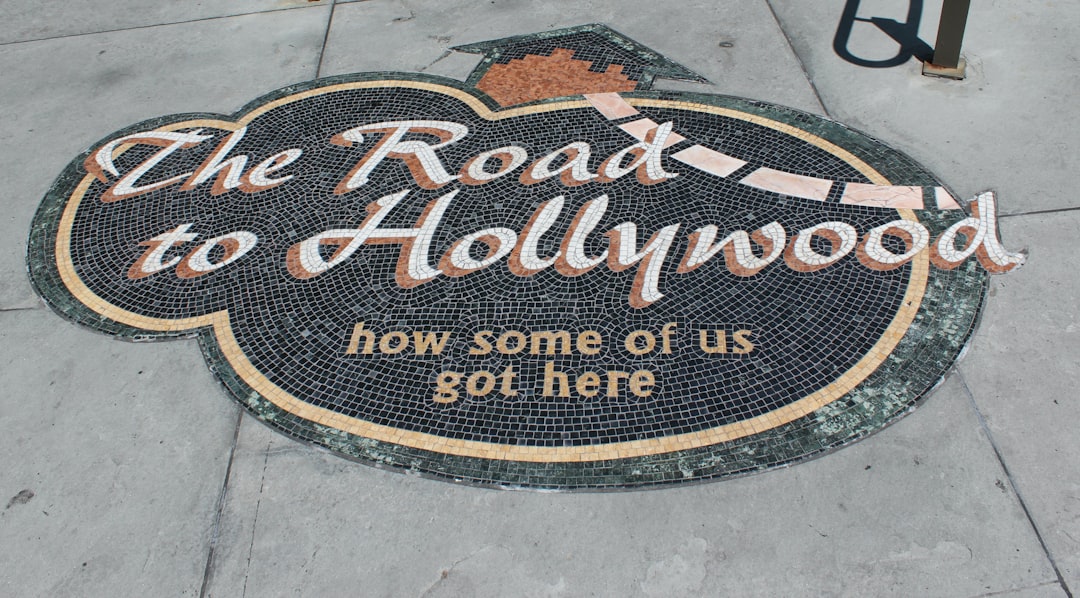 The Road
to Hollywood
how some of us
got here